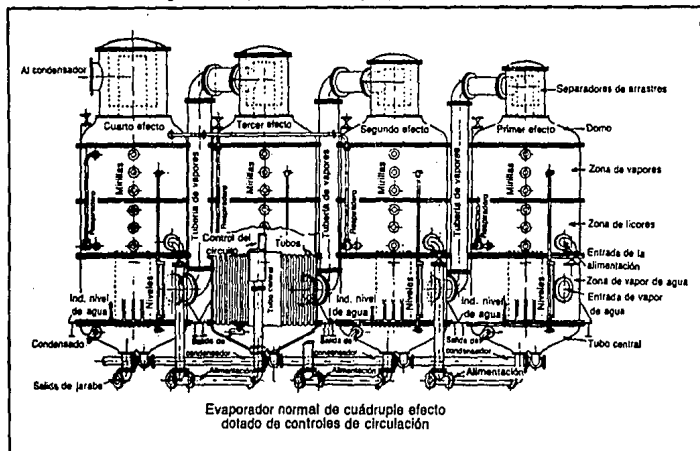 Al condensador
Cuarto efecto
Tercer efecto
Segundo efecto
Primer efecto
Separadores de arrastres
Domo
Mirillas
Tubería de vapores
Mirillas
Tubería de vapores
Mirillas
Tubería de vapores
Mirillas
Zona de vapores
Zona de licores
Control del
circuito
Tubos
Tubo central
Entrada de la
alimentación
Zona de vapor de agua
Entrada de vapor
de agua
Ind. nivel
de agua
Niveles
Ind. nivel
de agua
Niveles
Ind. nivel
de agua
Niveles
Condensado
Salida de
condensador
Salida de
condensador
Salida de
condensador
Tubo central
Salida de jarabe
Alimentación
Alimentación
Alimentación
Evaporador normal de cuádruple efecto
dotado de controles de circulación